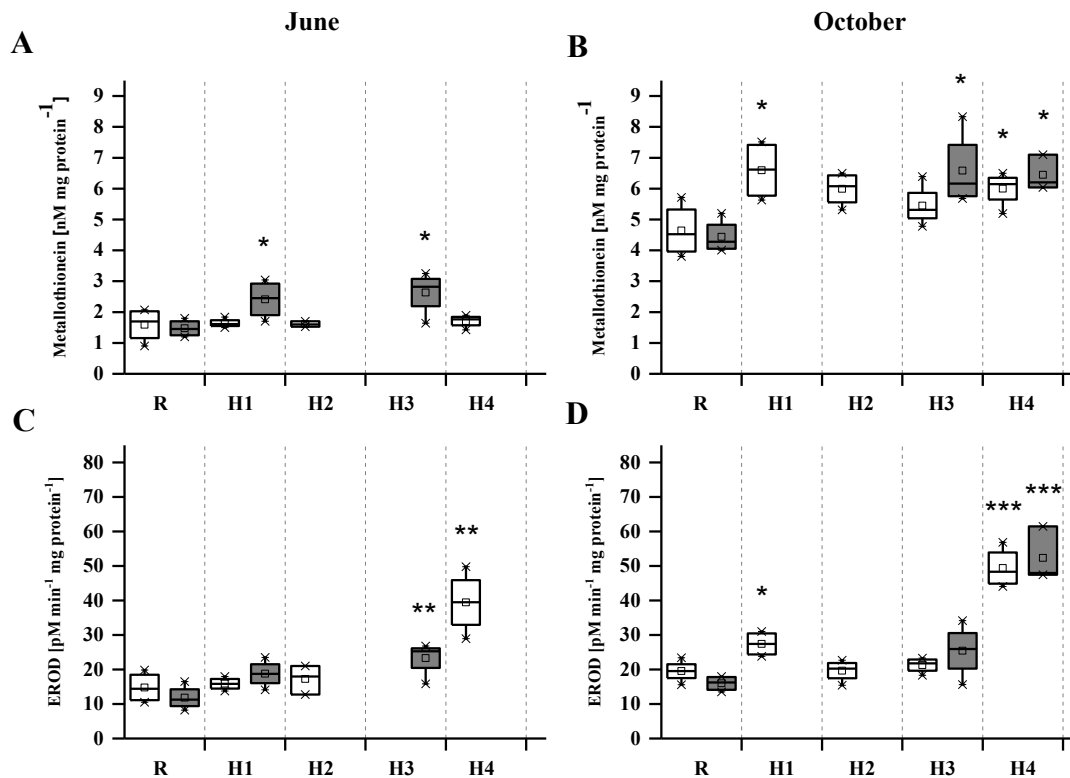 June
October
A
B
Metallothionein [nM mg protein⁻¹]
9
8
7
6
5
4
3
2
1
0
*
*
R
H1
H2
H3
H4
Metallothionein [nM mg protein⁻¹
9
8
7
6
5
4
3
2
1
0
*
*
*
*
R
H1
H2
H3
H4
C
D
EROD [pM min⁻¹ mg protein⁻¹]
80
70
60
50
40
30
20
10
0
**
**
R
H1
H2
H3
H4
EROD [pM min⁻¹ mg protein⁻¹]
80
70
60
50
40
30
20
10
0
*
***
***
R
H1
H2
H3
H4